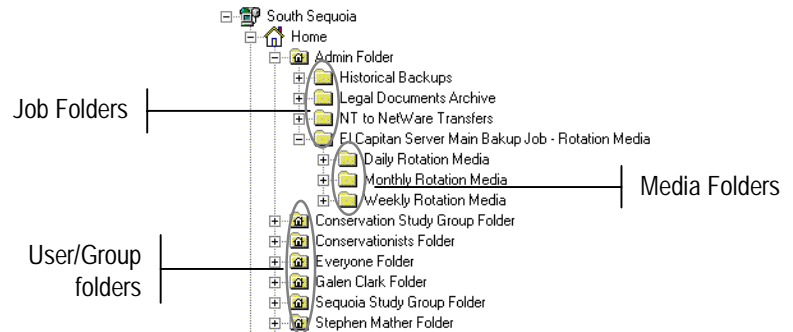 South Sequoia
Home
Admin Folder
Historical Backups
Legal Documents Archive
NT to NetWare Transfers
El Capitan Server Main Bakup Job - Rotation Media
Daily Rotation Media
Monthly Rotation Media
Weekly Rotation Media
Conservation Study Group Folder
Conservationists Folder
Everyone Folder
Galen Clark Folder
Sequoia Study Group Folder
Stephen Mather Folder
Job Folders
Media Folders
User/Group
folders